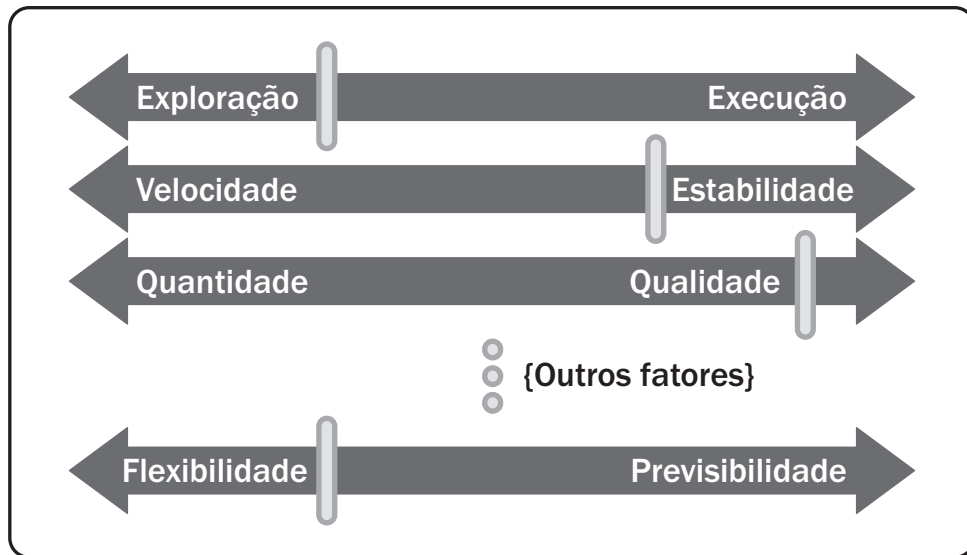 Exploração Execução
Velocidade Estabilidade
Quantidade Qualidade
{Outros fatores}
Flexibilidade Previsibilidade